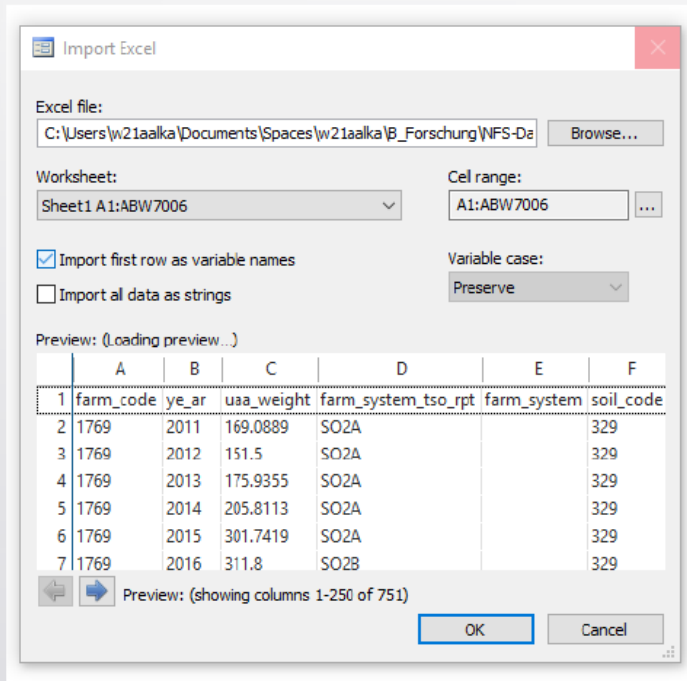 Import Excel
Excel file:
C:\Users\w21aalka\Documents\Spaces\w21aalka\B_Forschung\NFS-Da Browse...
Worksheet: Cell range:
Sheet1 A1:ABW7006 A1:ABW7006 ...
Import first row as variable names Variable case:
Import all data as strings Preserve
Preview: (Loading preview...)
A B C D E F
1 farm_code ye_ar uaa_weight farm_system_tso_rpt farm_system soil_code
2 1769 2011 169.0889 SO2A 329
3 1769 2012 151.5 SO2A 329
4 1769 2013 175.9355 SO2A 329
5 1769 2014 205.8113 SO2A 329
6 1769 2015 301.7419 SO2A 329
7 1769 2016 311.8 SO2B 329
Preview: (showing columns 1-250 of 751)
OK Cancel